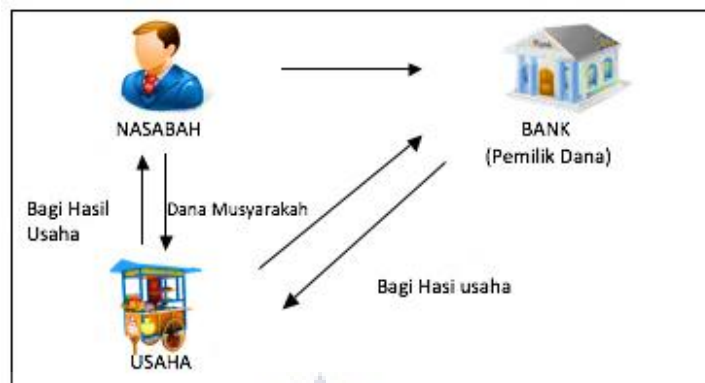 NASABAH
BANK
(Pemilik Dana)
Bagi Hasil
Usaha
Dana Musyarakah
Bagi Hasi usaha
USAHA